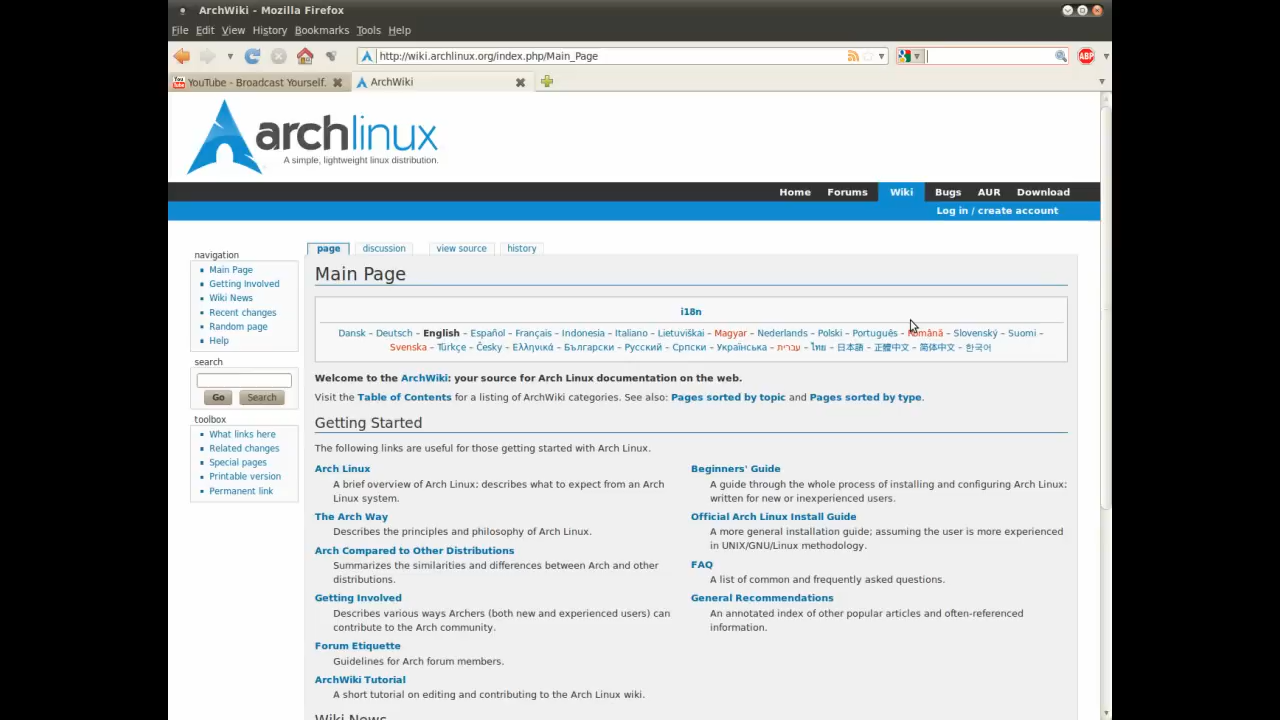 ArchWiki - Mozilla Firefox
File Edit View History Bookmarks Tools Help
http://wiki.archlinux.org/index.php/Main_Page
ABP
YouTube - Broadcast Yourself.
ArchWiki
archlinux
A simple, lightweight linux distribution.
Home Forums Wiki Bugs AUR Download
Log in / create account
page discussion view source history
navigation
Main Page
Getting Involved
Wiki News
Recent changes
Random page
Help
search
Go Search
toolbox
What links here
Related changes
Special pages
Printable version
Permanent link
Main Page
i18n
Dansk – Deutsch – English – Español – Français – Indonesia – Italiano – Lietuviškai – Magyar – Nederlands – Polski – Português – Română – Slovenský – Suomi –
Svenska – Türkçe – Česky – Ελληνικά – Български – Русский – Српски – Українська – עברית – ไทย – 日本語 – 正體中文 – 简体中文 – 한국어
Welcome to the ArchWiki: your source for Arch Linux documentation on the web.
Visit the Table of Contents for a listing of ArchWiki categories. See also: Pages sorted by topic and Pages sorted by type.
Getting Started
The following links are useful for those getting started with Arch Linux.
Arch Linux
A brief overview of Arch Linux; describes what to expect from an Arch
Linux system.
The Arch Way
Describes the principles and philosophy of Arch Linux.
Arch Compared to Other Distributions
Summarizes the similarities and differences between Arch and other
distributions.
Getting Involved
Describes various ways Archers (both new and experienced users) can
contribute to the Arch community.
Forum Etiquette
Guidelines for Arch forum members.
ArchWiki Tutorial
A short tutorial on editing and contributing to the Arch Linux wiki.
Beginners' Guide
A guide through the whole process of installing and configuring Arch Linux;
written for new or inexperienced users.
Official Arch Linux Install Guide
A more general installation guide; assuming the user is more experienced
in UNIX/GNU/Linux methodology.
FAQ
A list of common and frequently asked questions.
General Recommendations
An annotated index of other popular articles and often-referenced
information.
Wiki News